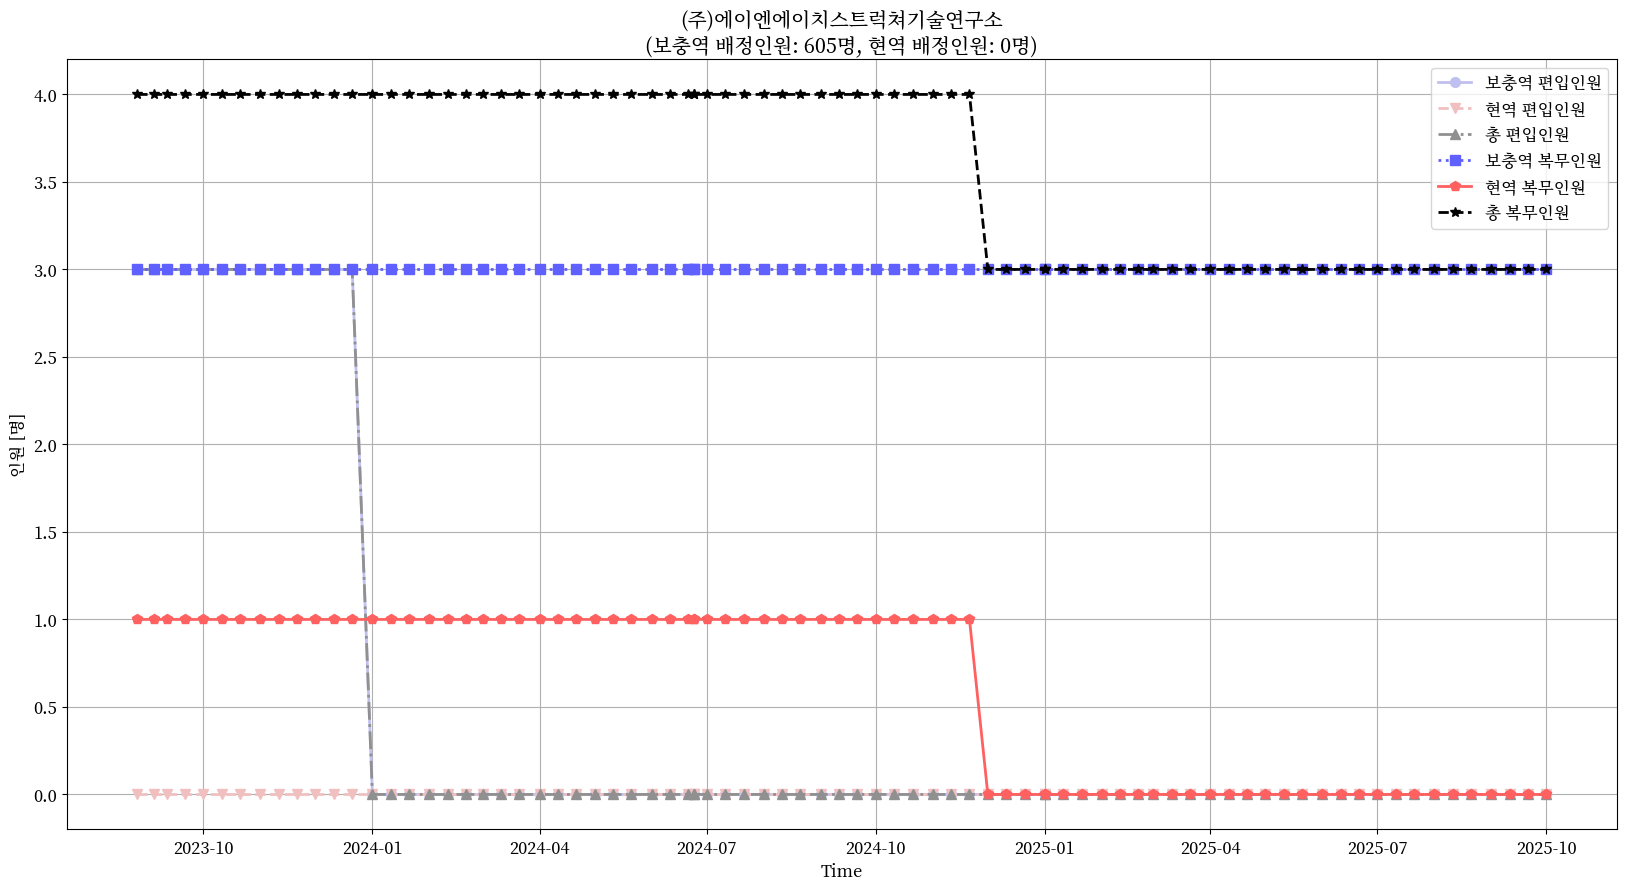 (주)에이엔에이치스트럭쳐기술연구소
(보충역 배정인원: 605명, 현역 배정인원: 0명)
보충역 편입인원
현역 편입인원
총 편입인원
보충역 복무인원
현역 복무인원
총 복무인원
인원 [명]
4.0
3.5
3.0
2.5
2.0
1.5
1.0
0.5
0.0
2023-10
2024-01
2024-04
2024-07
2024-10
2025-01
2025-04
2025-07
2025-10
Time